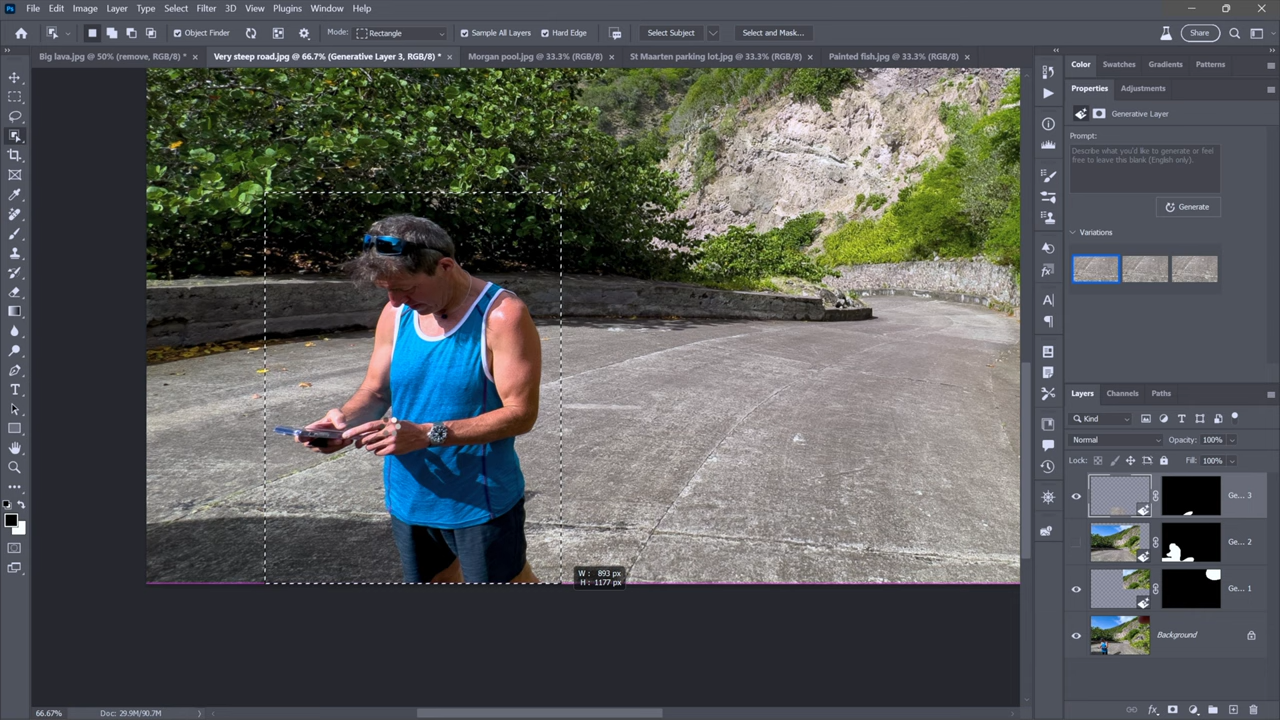 Ps File Edit Image Layer Type Select Filter 3D View Plugins Window Help
Object Finder Mode: Rectangle Sample All Layers Hard Edge Select Subject Select and Mask... Share
Big lava.jpg @ 50% (remove, RGB/8) * × Very steep road.jpg @ 66.7% (Generative Layer 3, RGB/8) * × Morgan pool.jpg @ 33.3% (RGB/8) × St Maarten parking lot.jpg @ 33.3% (RGB/8) × Painted fish.jpg @ 33.3% (RGB/8) ×
Color Swatches Gradients Patterns
Properties Adjustments
Generative Layer
Prompt:
Describe what you'd like to generate or feel
free to leave this blank (English only).
Generate
Variations
Layers Channels Paths
Kind
Normal Opacity: 100%
Lock: Fill: 100%
Ge... 3
Ge... 2
Ge... 1
Background
W: 893 px
H: 1177 px
66.67% Doc: 29.9M/90.7M